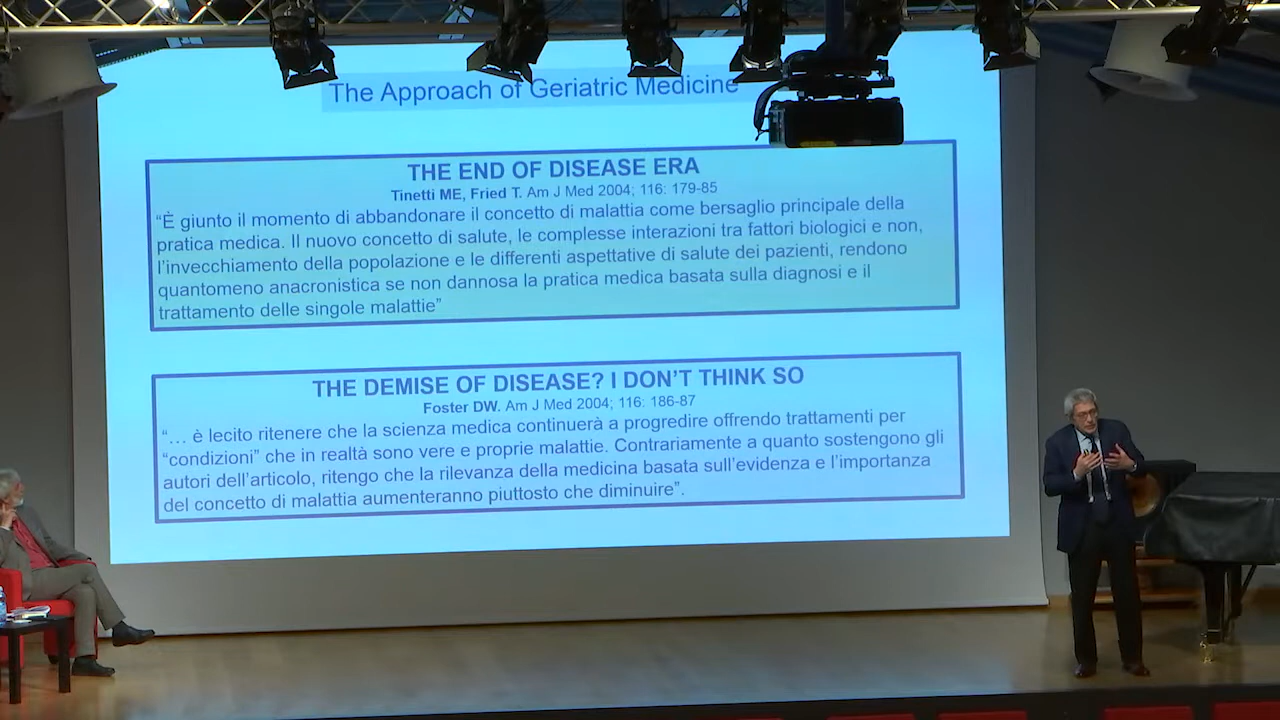 The Approach of Geriatric Medicine
THE END OF DISEASE ERA
Tinetti ME, Fried T. Am J Med 2004; 116: 179-85
“È giunto il momento di abbandonare il concetto di malattia come bersaglio principale della
pratica medica. Il nuovo concetto di salute, le complesse interazioni tra fattori biologici e non,
l’invecchiamento della popolazione e le differenti aspettative di salute dei pazienti, rendono
quantomeno anacronistica se non dannosa la pratica medica basata sulla diagnosi e il
trattamento delle singole malattie”
THE DEMISE OF DISEASE? I DON’T THINK SO
Foster DW. Am J Med 2004; 116: 186-87
“… è lecito ritenere che la scienza medica continuerà a progredire offrendo trattamenti per
“condizioni” che in realtà sono vere e proprie malattie. Contrariamente a quanto sostengono gli
autori dell’articolo, ritengo che la rilevanza della medicina basata sull’evidenza e l’importanza
del concetto di malattia aumenteranno piuttosto che diminuire”.